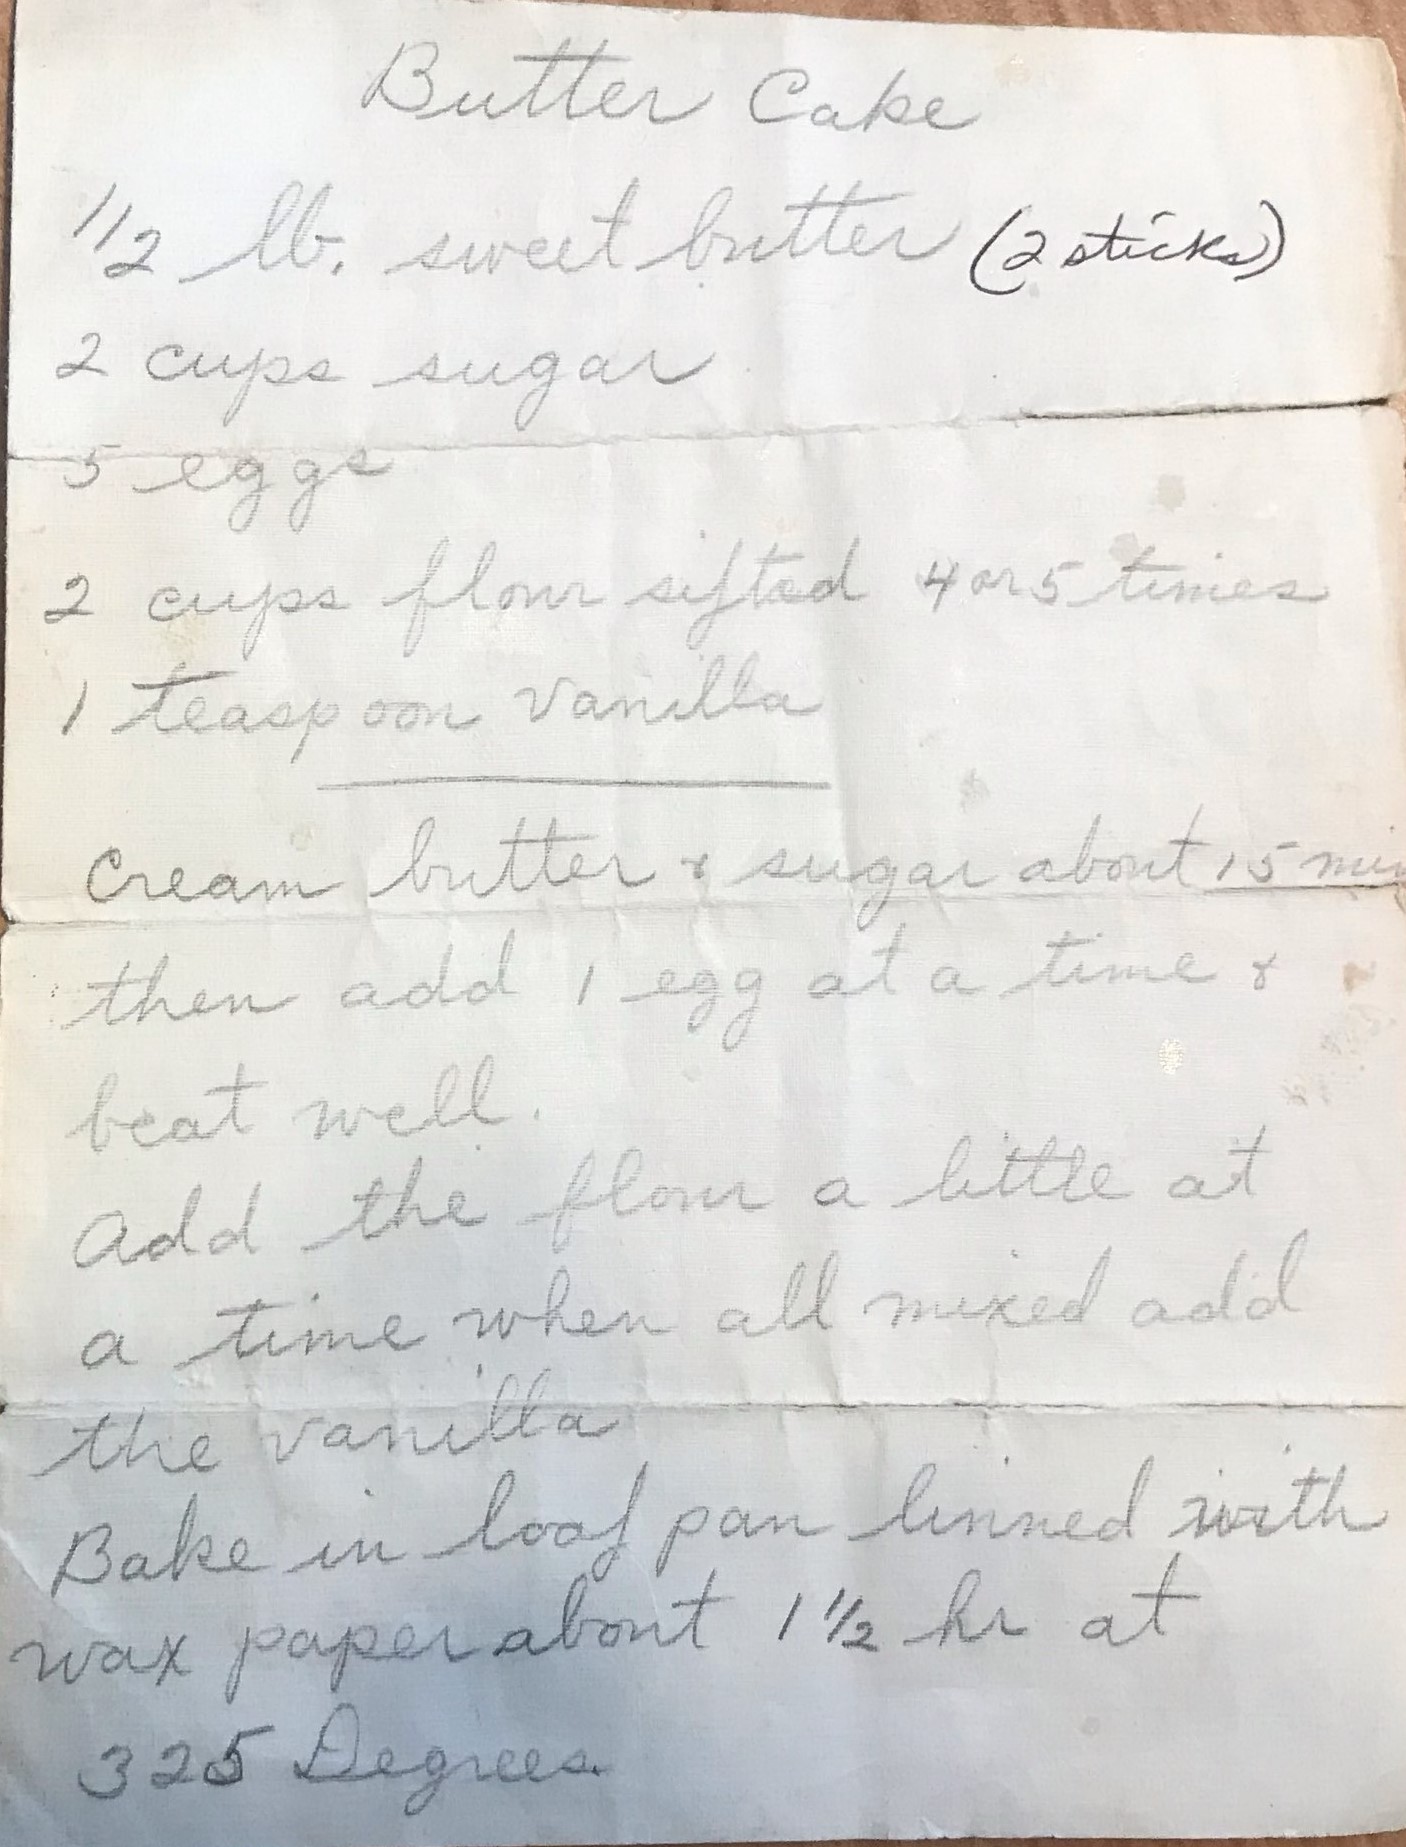 Butter Cake
1/2 lb. sweet butter (2 sticks)
2 cups sugar
5 eggs
2 cups flour sifted 4 or 5 times
1 teaspoon vanilla
Cream butter & sugar about 15 min
then add 1 egg at a time &
beat well.
Add the flour a little at
a time when all mixed add
the vanilla
Bake in loaf pan linned with
wax paper about 1 1/2 hr at
325 Degrees.